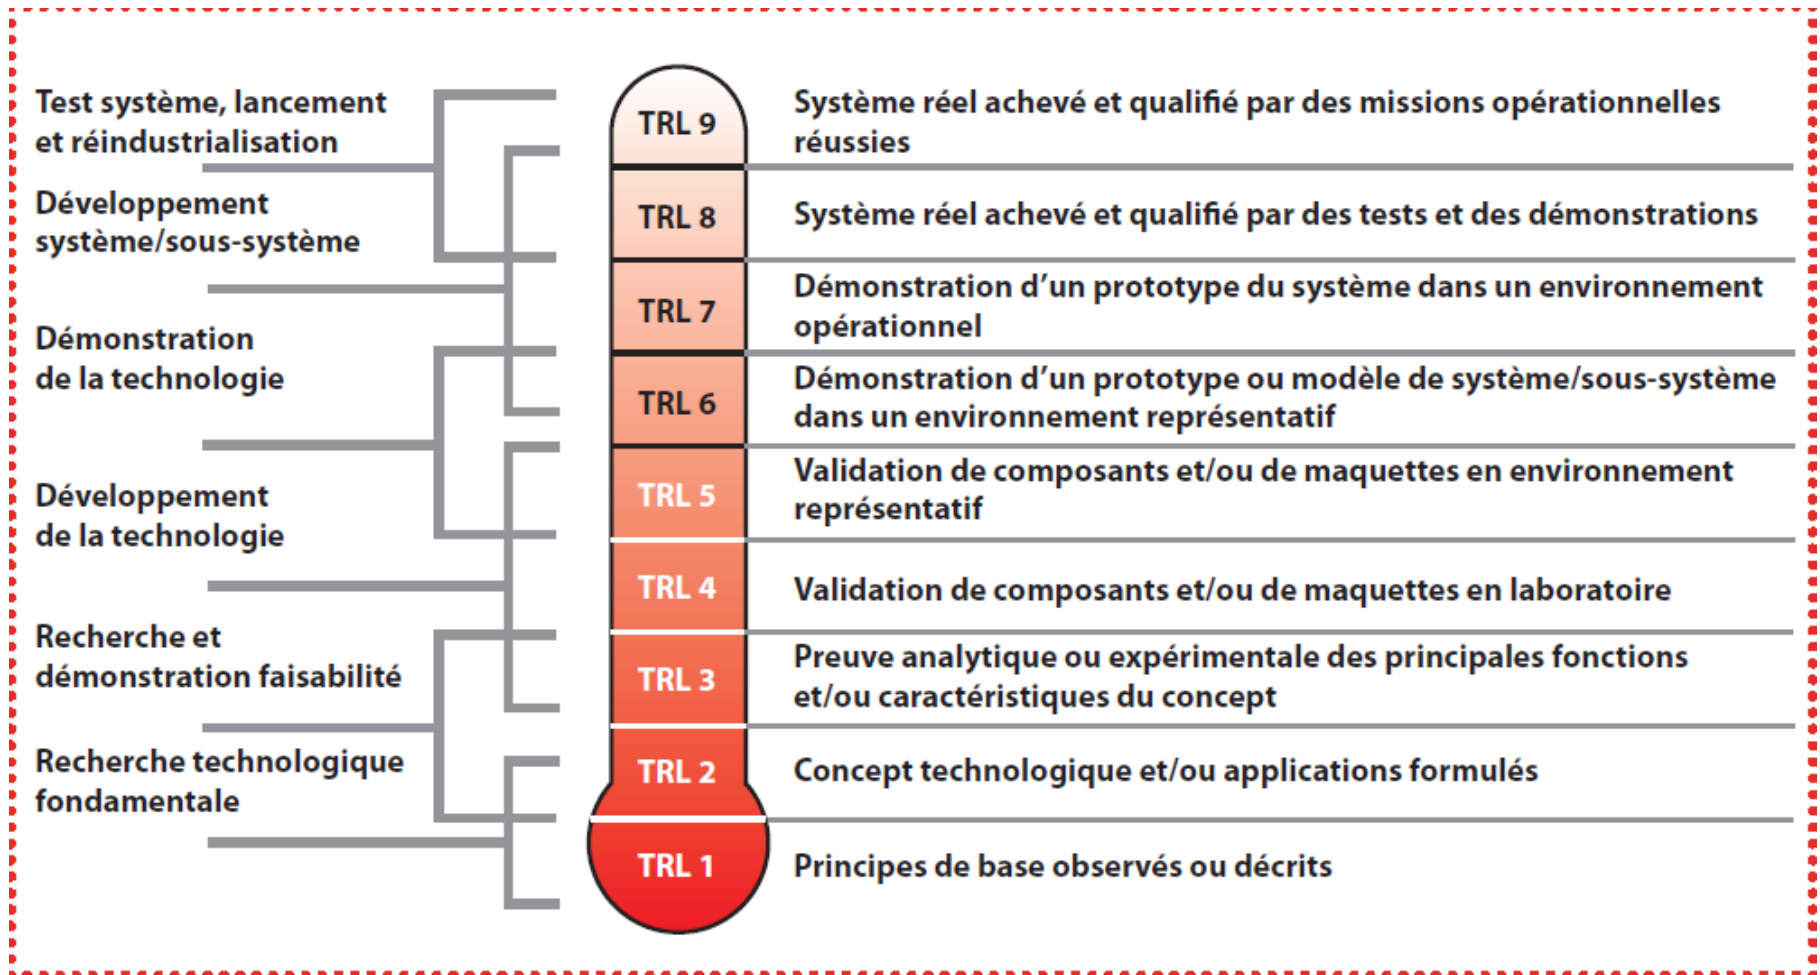 Test système, lancement
et réindustrialisation
Développement
système/sous-système
Démonstration
de la technologie
Développement
de la technologie
Recherche et
démonstration faisabilité
Recherche technologique
fondamentale
TRL 9
Système réel achevé et qualifié par des missions opérationnelles
réussies
TRL 8
Système réel achevé et qualifié par des tests et des démonstrations
TRL 7
Démonstration d’un prototype du système dans un environnement
opérationnel
TRL 6
Démonstration d’un prototype ou modèle de système/sous-système
dans un environnement représentatif
TRL 5
Validation de composants et/ou de maquettes en environnement
représentatif
TRL 4
Validation de composants et/ou de maquettes en laboratoire
TRL 3
Preuve analytique ou expérimentale des principales fonctions
et/ou caractéristiques du concept
TRL 2
Concept technologique et/ou applications formulés
TRL 1
Principes de base observés ou décrits